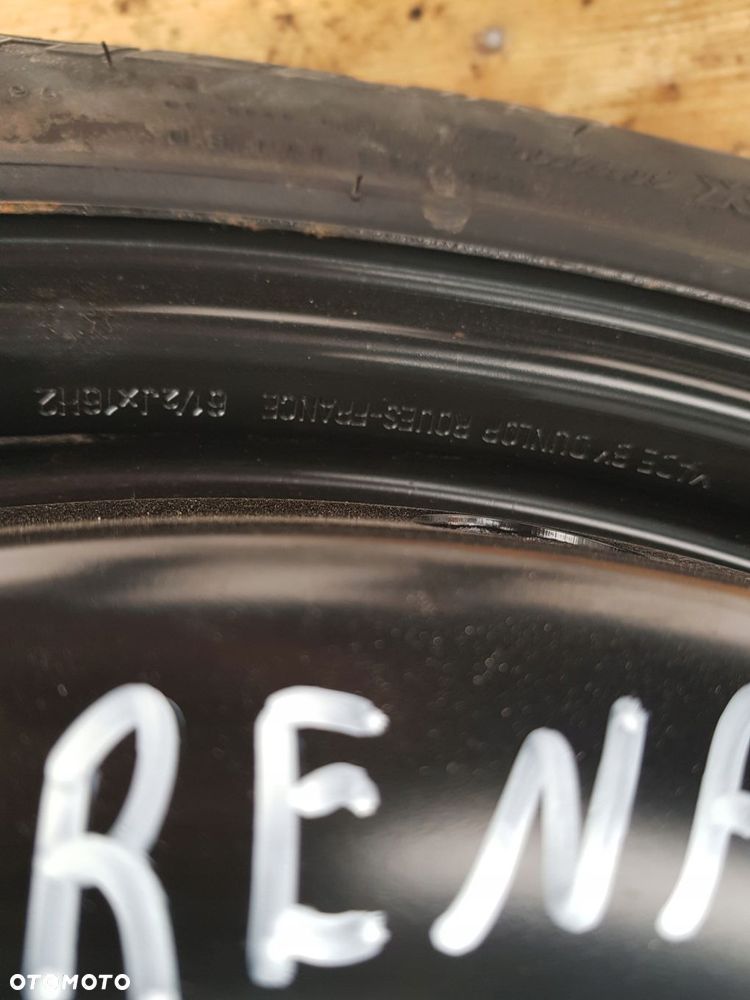 MADE BY DUNLOP ROUES-FRANCE 6½JX16H2
RENA
OTOMOTO